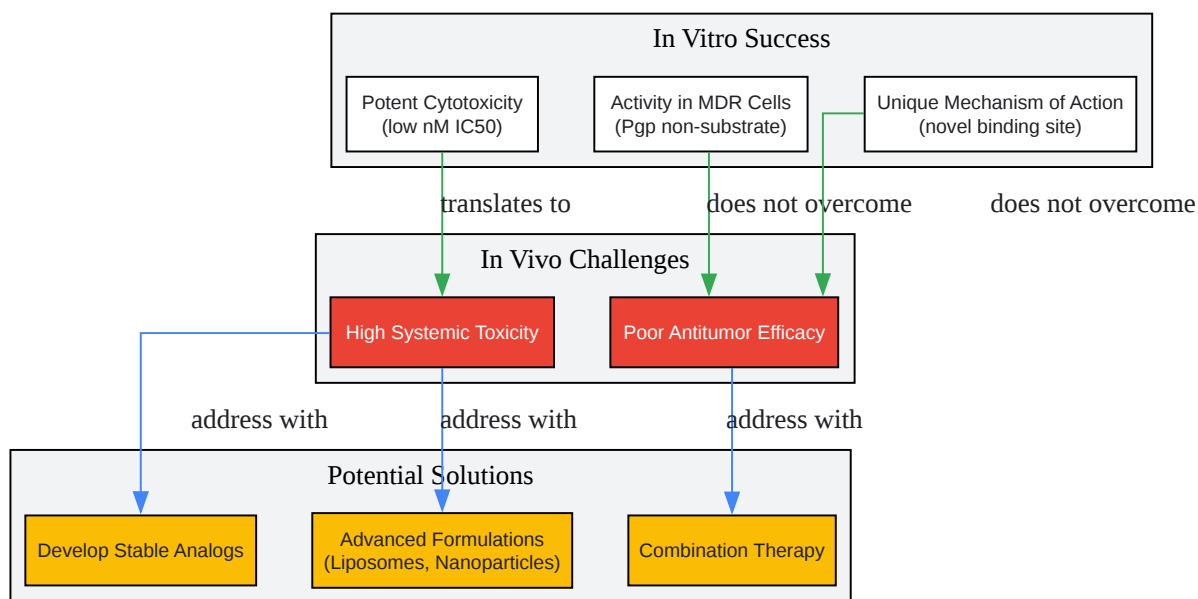 In Vitro Success
Potent Cytotoxicity
(low nM IC50)
Activity in MDR Cells
(Pgp non-substrate)
Unique Mechanism of Action
(novel binding site)
translates to
does not overcome
does not overcome
In Vivo Challenges
High Systemic Toxicity
Poor Antitumor Efficacy
address with
address with
address with
Potential Solutions
Develop Stable Analogs
Advanced Formulations
(Liposomes, Nanoparticles)
Combination Therapy